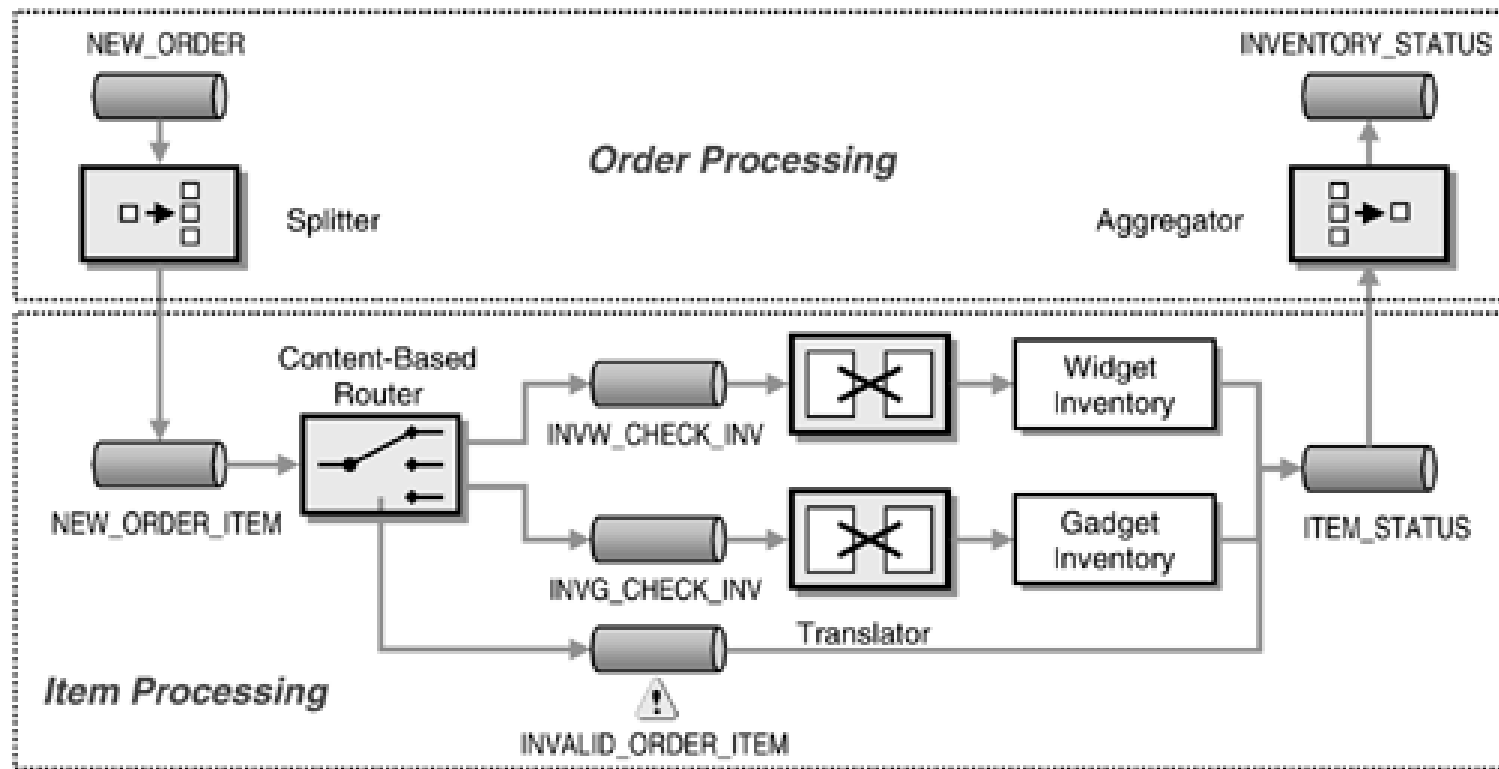 NEW_ORDER
INVENTORY_STATUS
Order Processing
Splitter
Aggregator
Content-Based
Router
INVW_CHECK_INV
Widget
Inventory
NEW_ORDER_ITEM
INVG_CHECK_INV
Gadget
Inventory
ITEM_STATUS
Translator
Item Processing
INVALID_ORDER_ITEM